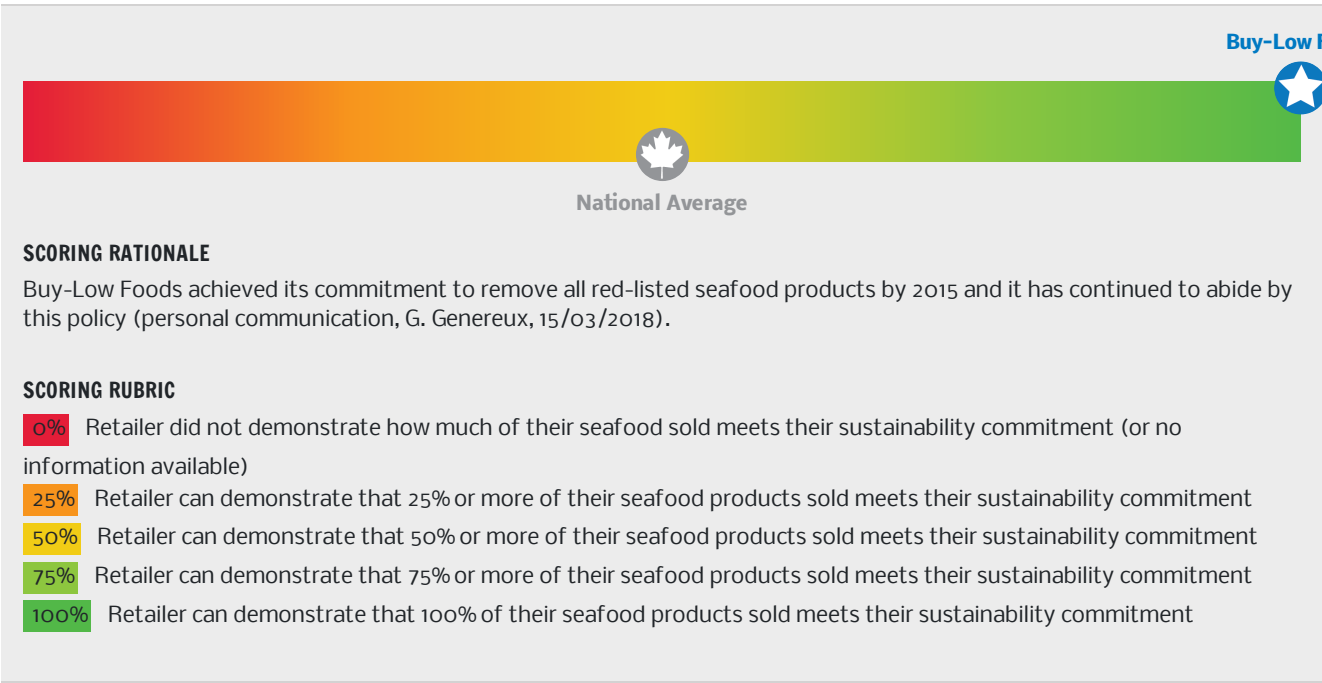 Buy-Low F
National Average
SCORING RATIONALE
Buy-Low Foods achieved its commitment to remove all red-listed seafood products by 2015 and it has continued to abide by
this policy (personal communication, G. Genereux, 15/03/2018).
SCORING RUBRIC
0% Retailer did not demonstrate how much of their seafood sold meets their sustainability commitment (or no
information available)
25% Retailer can demonstrate that 25% or more of their seafood products sold meets their sustainability commitment
50% Retailer can demonstrate that 50% or more of their seafood products sold meets their sustainability commitment
75% Retailer can demonstrate that 75% or more of their seafood products sold meets their sustainability commitment
100% Retailer can demonstrate that 100% of their seafood products sold meets their sustainability commitment